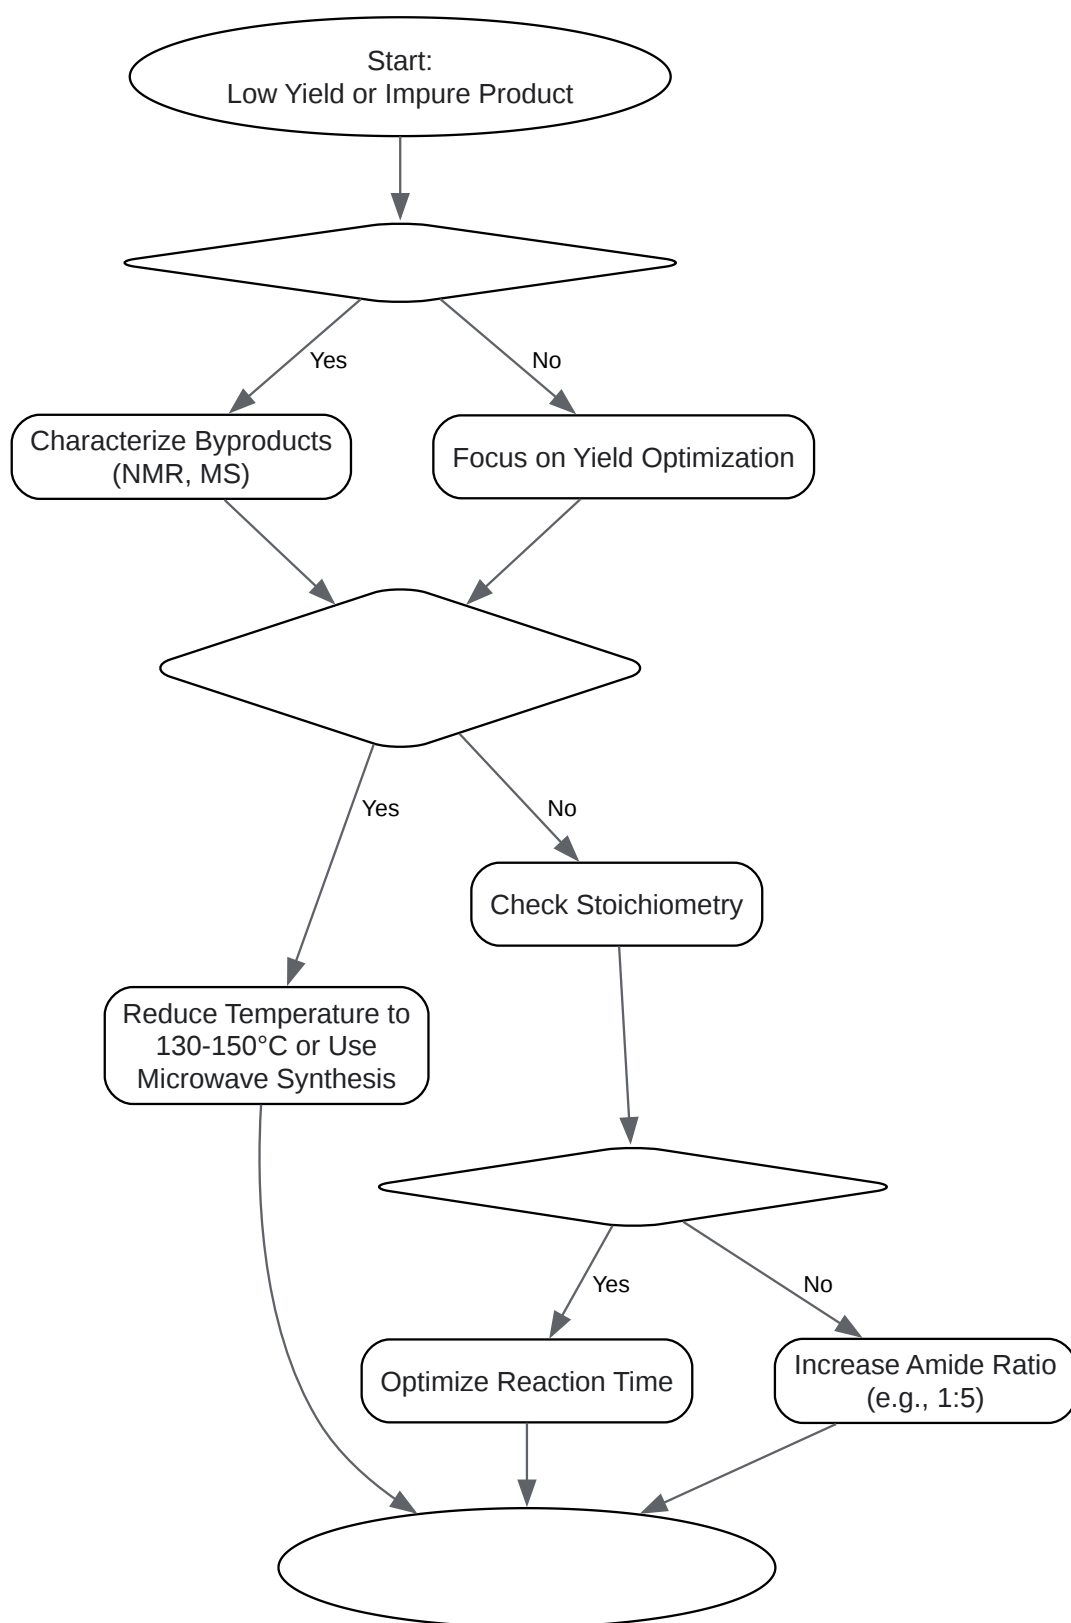 Start:
Low Yield or Impure Product
Yes
No
Characterize Byproducts
(NMR, MS)
Focus on Yield Optimization
Yes
No
Check Stoichiometry
Reduce Temperature to
130-150°C or Use
Microwave Synthesis
Yes
No
Optimize Reaction Time
Increase Amide Ratio
(e.g., 1:5)